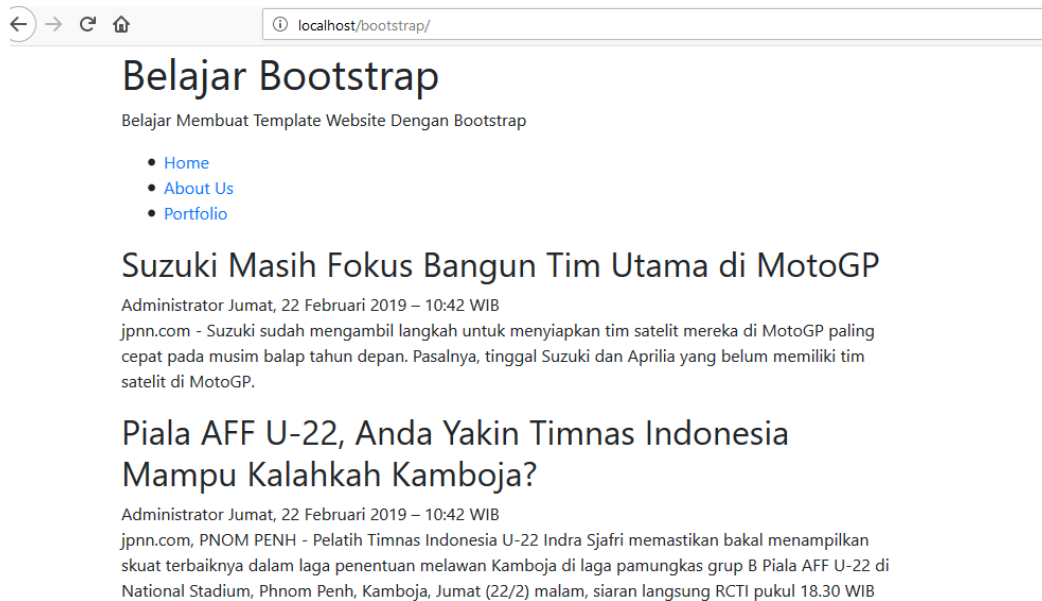 localhost/bootstrap/
Belajar Bootstrap
Belajar Membuat Template Website Dengan Bootstrap
Home
About Us
Portfolio
Suzuki Masih Fokus Bangun Tim Utama di MotoGP
Administrator Jumat, 22 Februari 2019 – 10:42 WIB
jpnn.com - Suzuki sudah mengambil langkah untuk menyiapkan tim satelit mereka di MotoGP paling
cepat pada musim balap tahun depan. Pasalnya, tinggal Suzuki dan Aprilia yang belum memiliki tim
satelit di MotoGP.
Piala AFF U-22, Anda Yakin Timnas Indonesia
Mampu Kalahkah Kamboja?
Administrator Jumat, 22 Februari 2019 – 10:42 WIB
jpnn.com, PNOM PENH - Pelatih Timnas Indonesia U-22 Indra Sjafri memastikan bakal menampilkan
skuat terbaiknya dalam laga penentuan melawan Kamboja di laga pamungkas grup B Piala AFF U-22 di
National Stadium, Phnom Penh, Kamboja, Jumat (22/2) malam, siaran langsung RCTI pukul 18.30 WIB